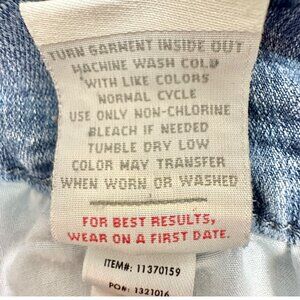 TURN GARMENT INSIDE OUT
MACHINE WASH COLD
WITH LIKE COLORS
NORMAL CYCLE
USE ONLY NON-CHLORINE
BLEACH IF NEEDED
TUMBLE DRY LOW
COLOR MAY TRANSFER
WHEN WORN OR WASHED
FOR BEST RESULTS,
WEAR ON A FIRST DATE.
ITEM#: 11370159
PO#: 1321016